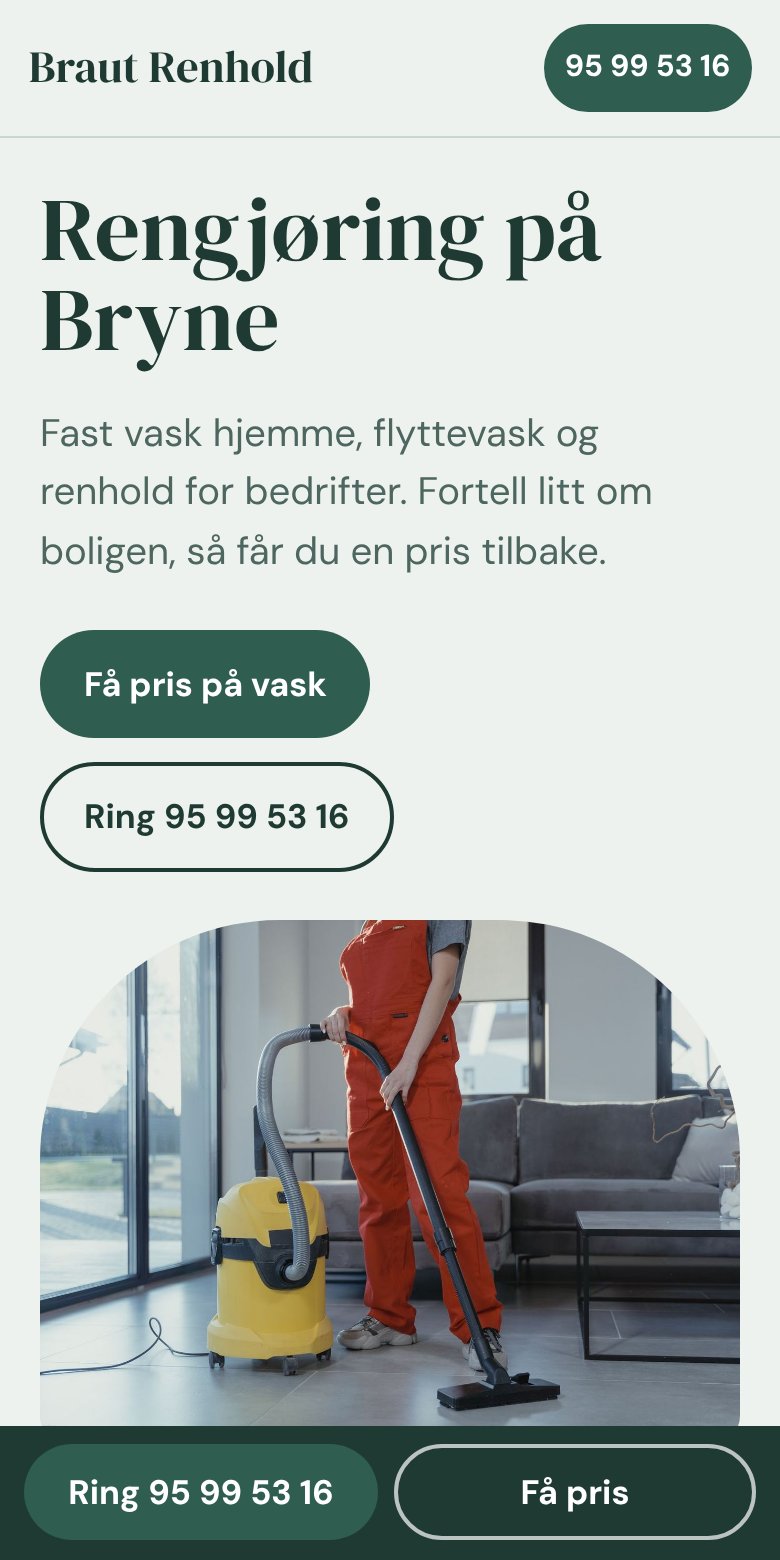 Braut Renhold
95 99 53 16
Rengjøring på
Bryne
Fast vask hjemme, flyttevask og
renhold for bedrifter. Fortell litt om
boligen, så får du en pris tilbake.
Få pris på vask
Ring 95 99 53 16
Ring 95 99 53 16
Få pris